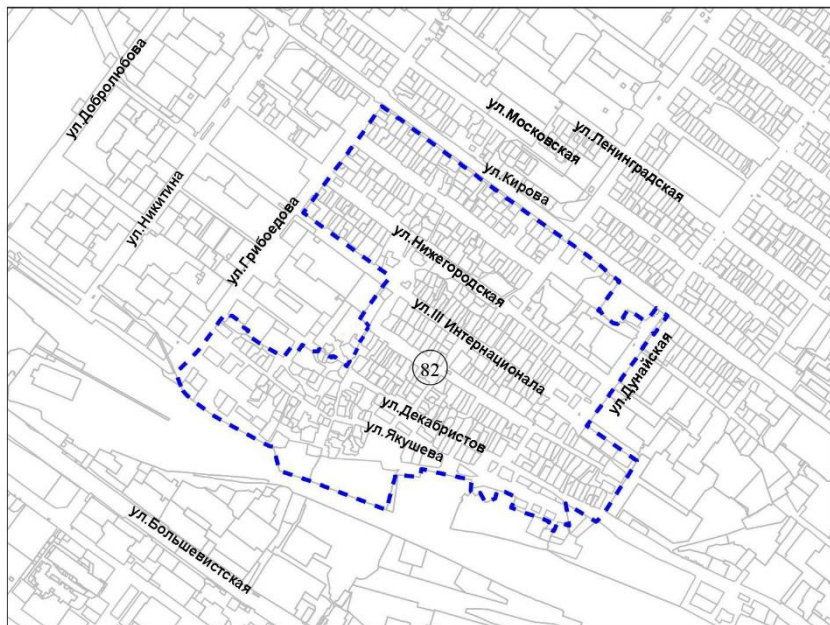 ул.Добролюбова
ул.Московская
ул.Ленинградская
ул.Кирова
ул.Никитина
ул.Грибоедова
ул.Нижегородская
ул.III Интернационала
ул.Дунайская
82
ул.Декабристов
ул.Якушева
ул.Большевистская